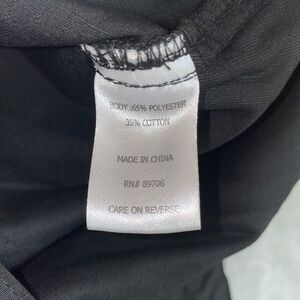 BODY :65% POLYESTER
35% COTTON
MADE IN CHINA
RN# 89706
CARE ON REVERSE